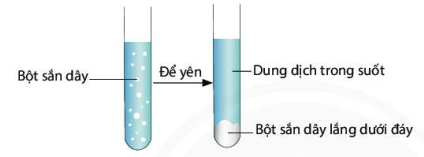 Bột sắn dây
Để yên
Dung dịch trong suốt
Bột sắn dây lắng dưới đáy